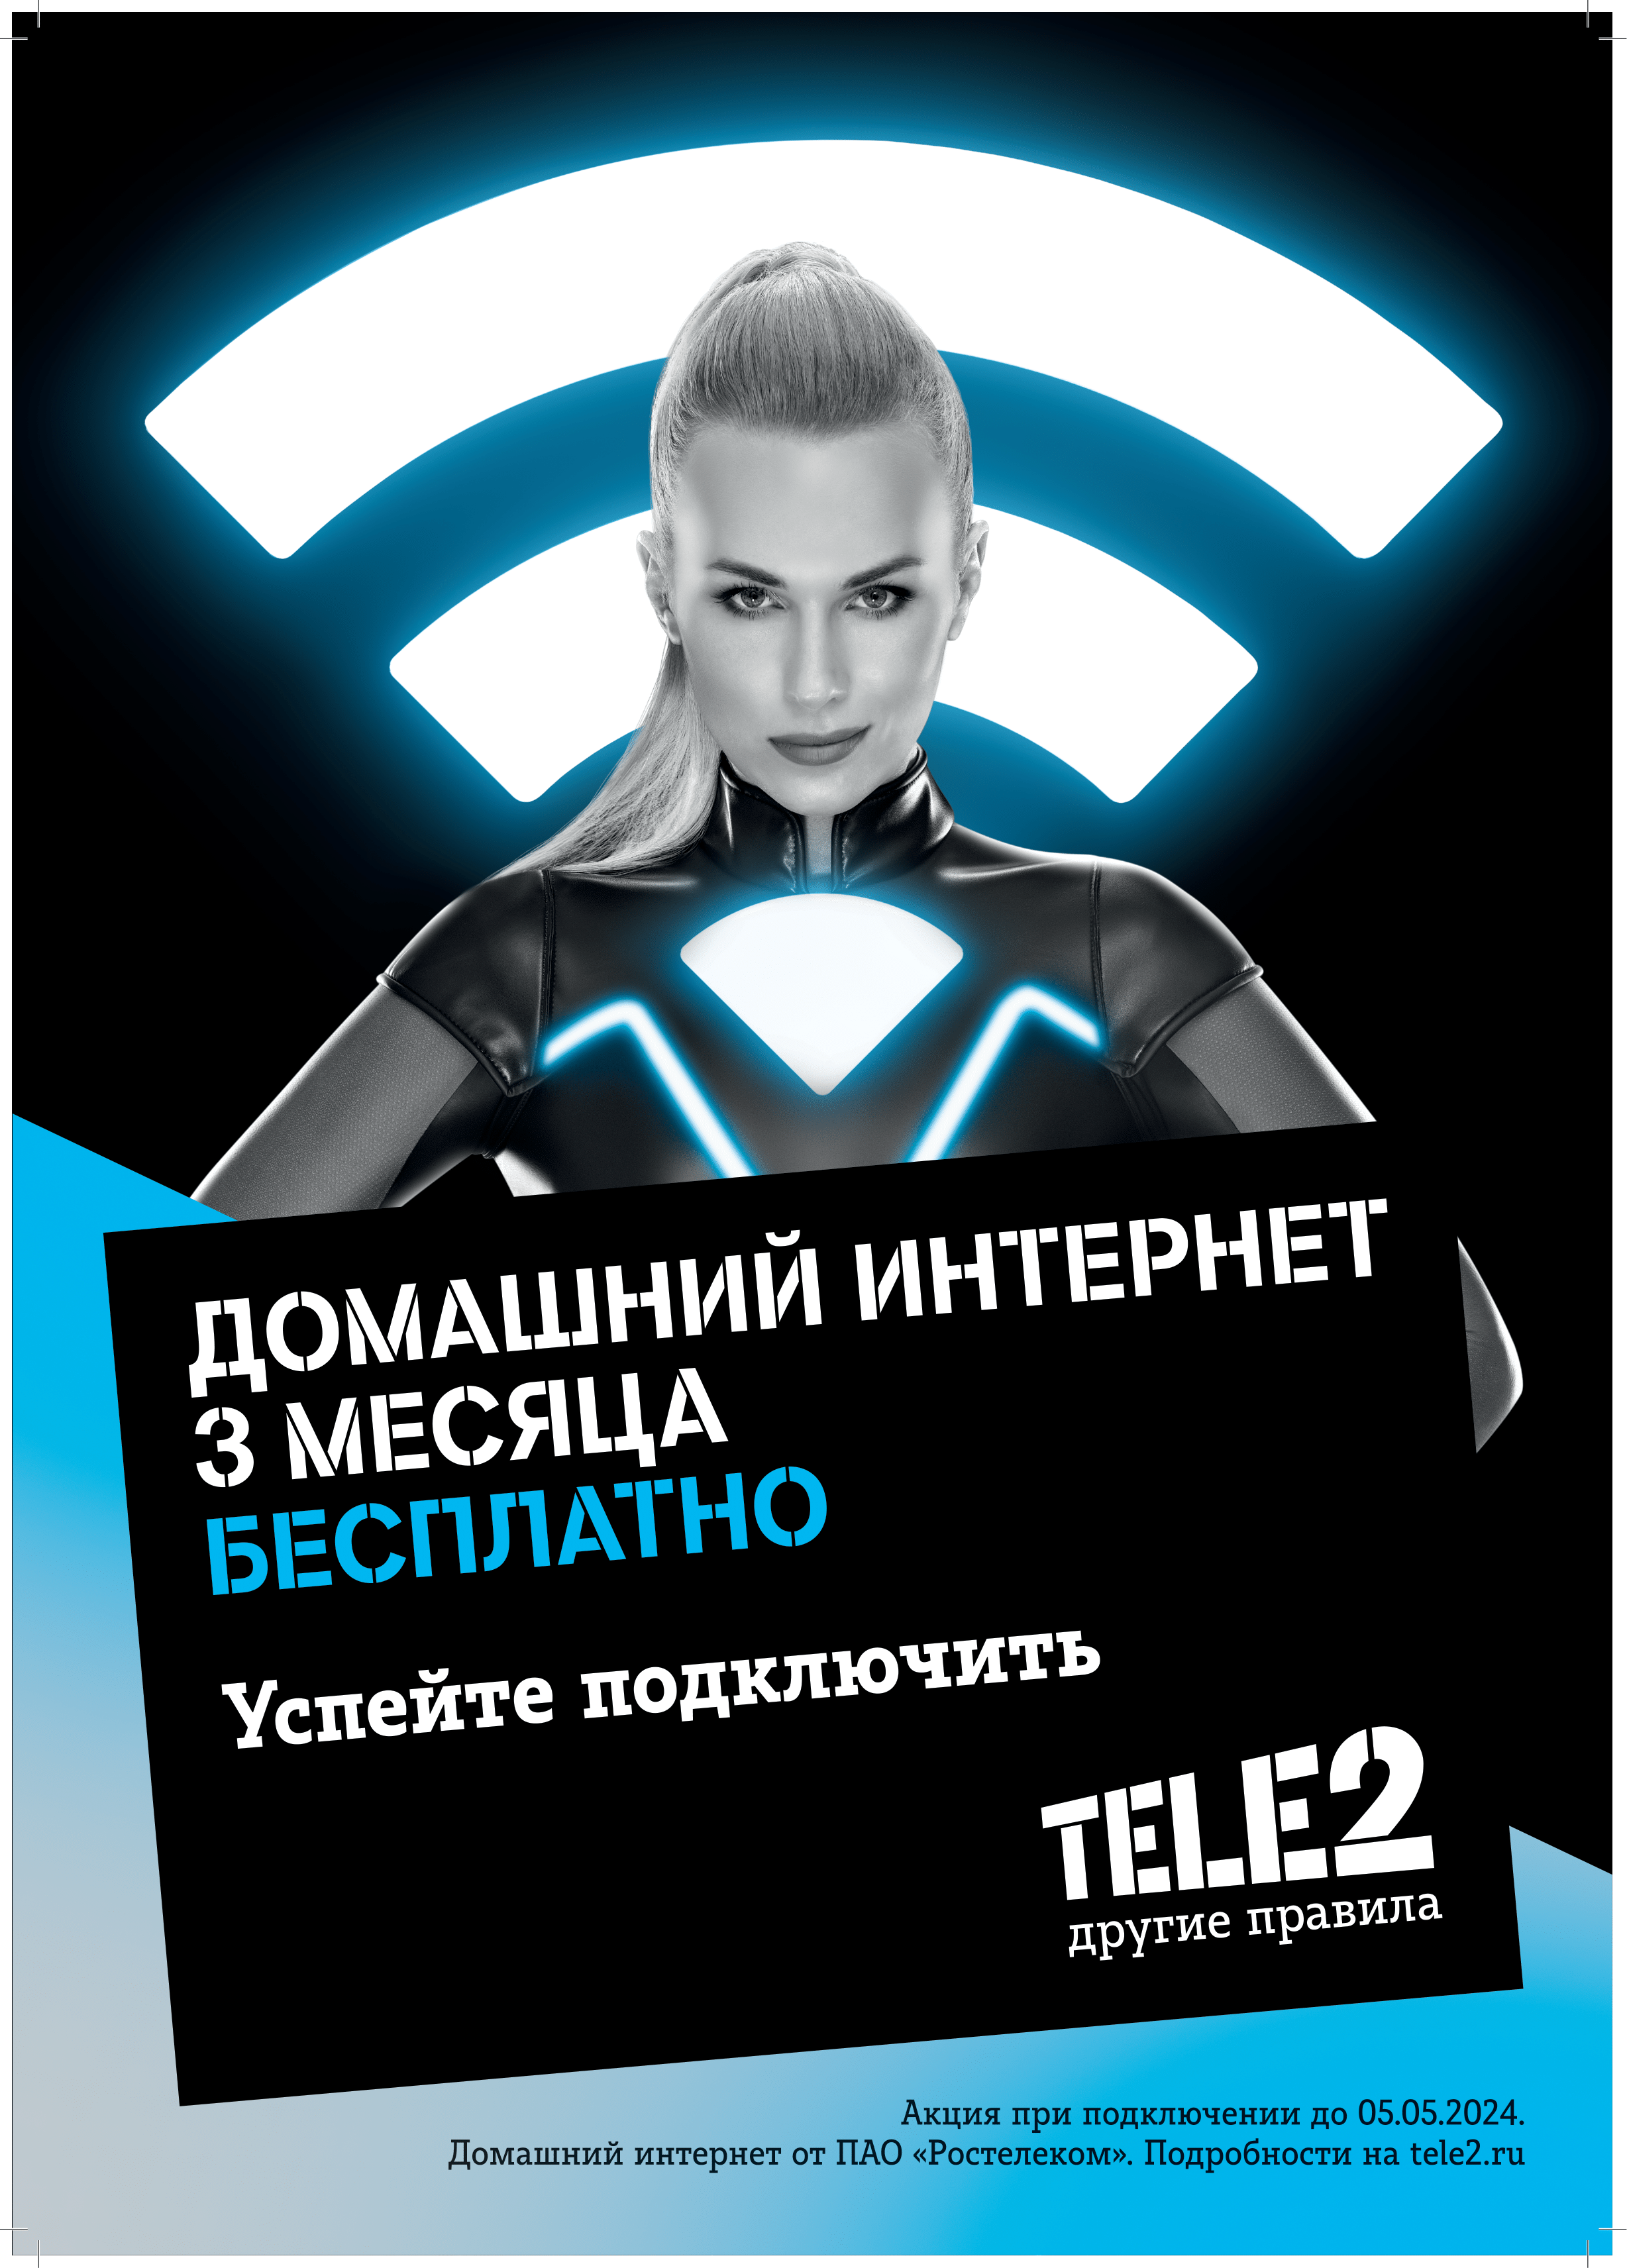 ДОМАШНИЙ ИНТЕРНЕТ
3 МЕСЯЦА
БЕСПЛАТНО
Успейте подключить
TELE2
другие правила
Акция при подключении до 05.05.2024.
Домашний интернет от ПАО «Ростелеком». Подробности на tele2.ru